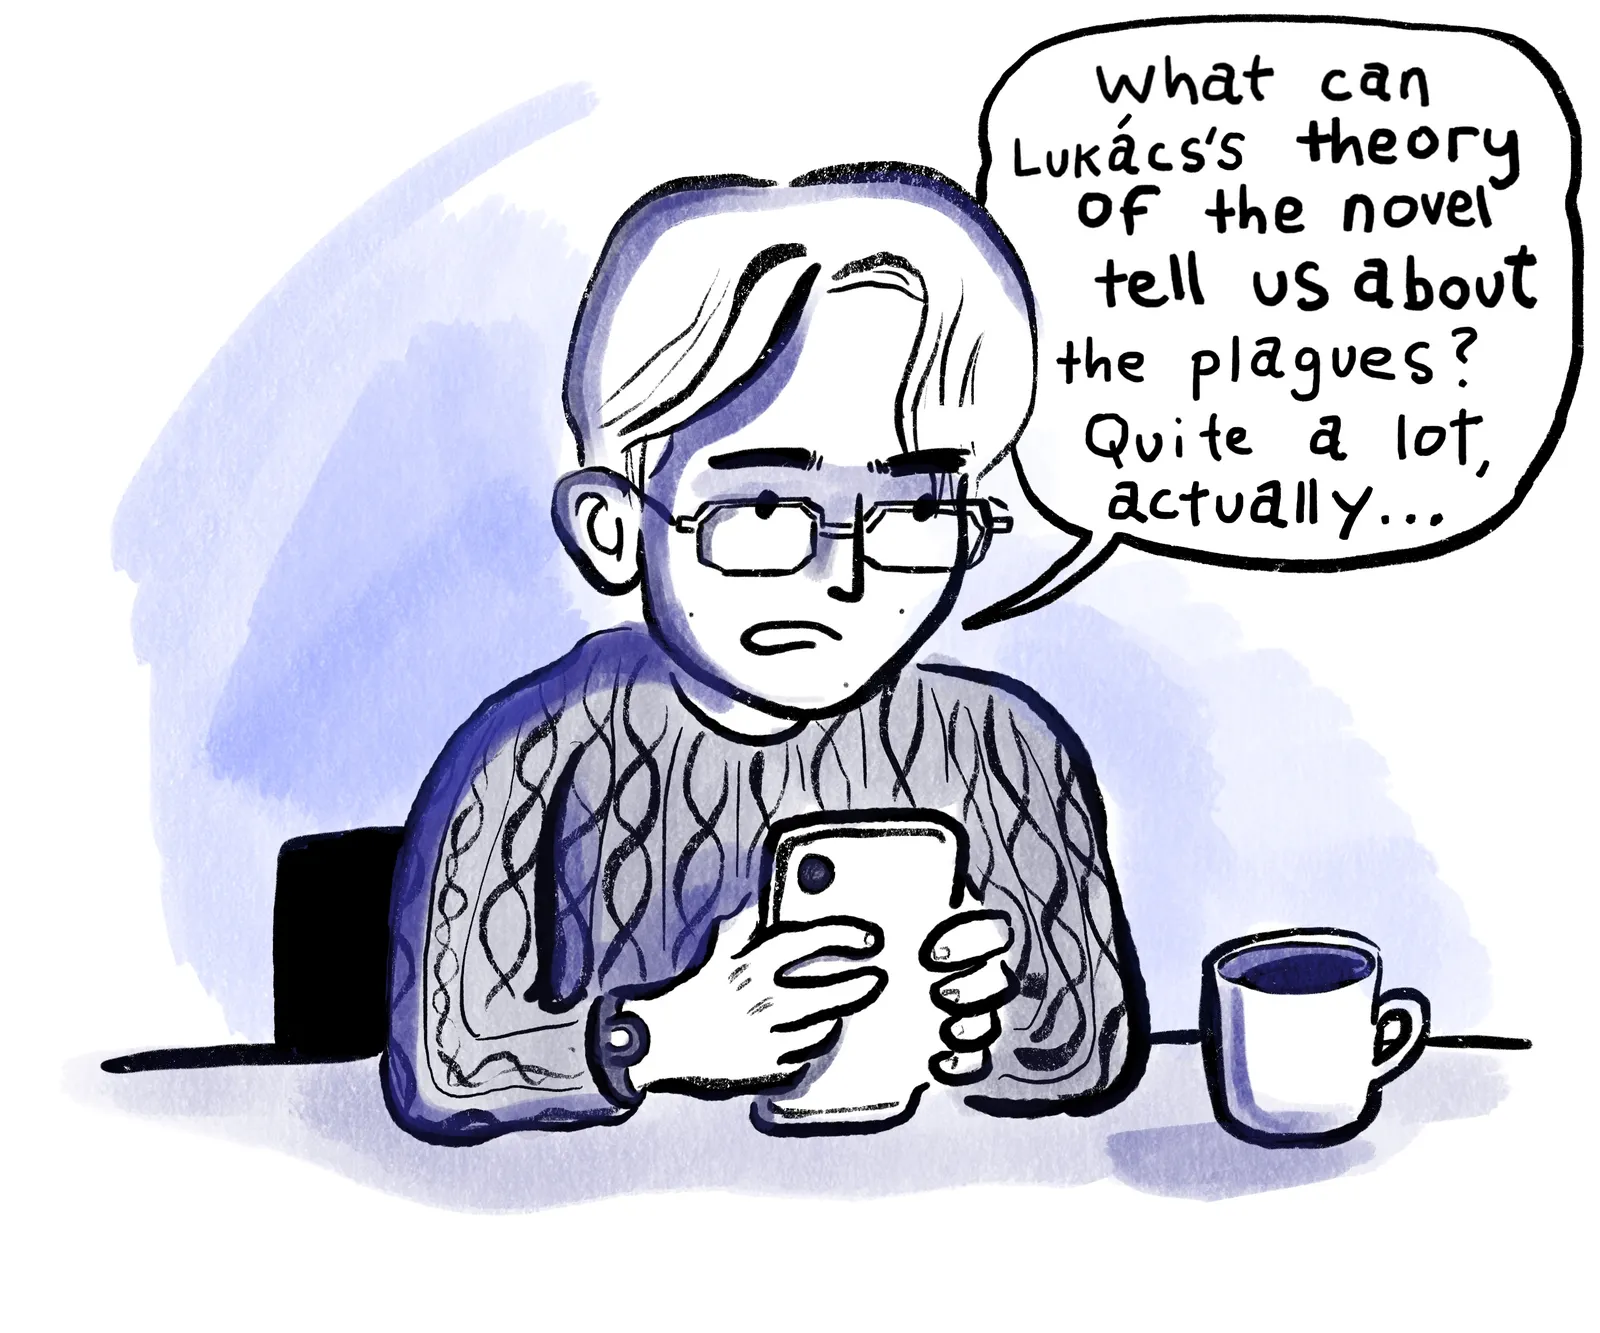 What can
Lukács's theory
of the novel
tell us about
the plagues?
Quite a lot,
actually...